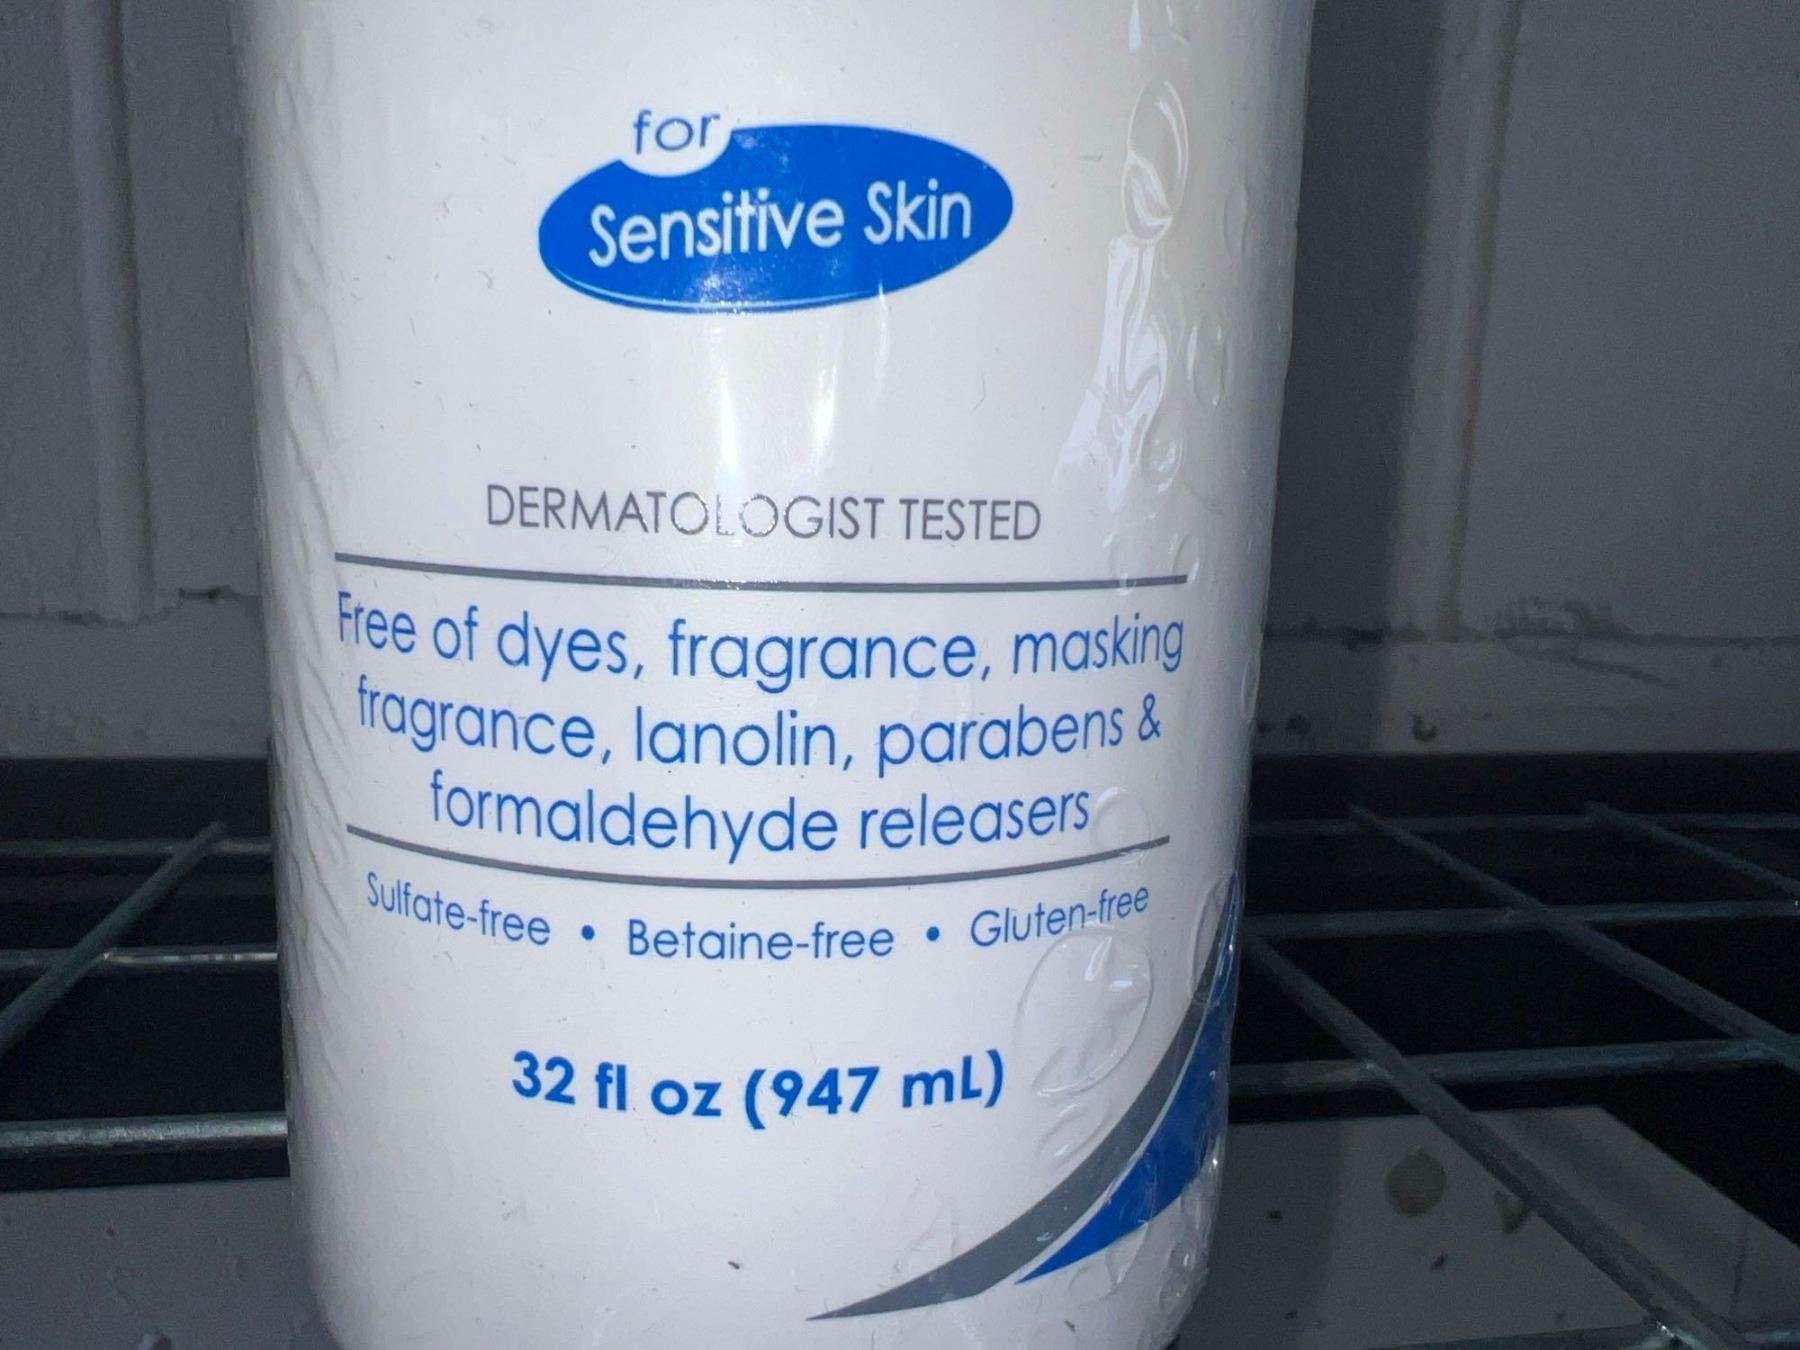 for
Sensitive Skin
DERMATOLOGIST TESTED
Free of dyes, fragrance, masking
fragrance, lanolin, parabens &
formaldehyde releasers
Sulfate-free • Betaine-free • Gluten-free
32 fl oz (947 mL)